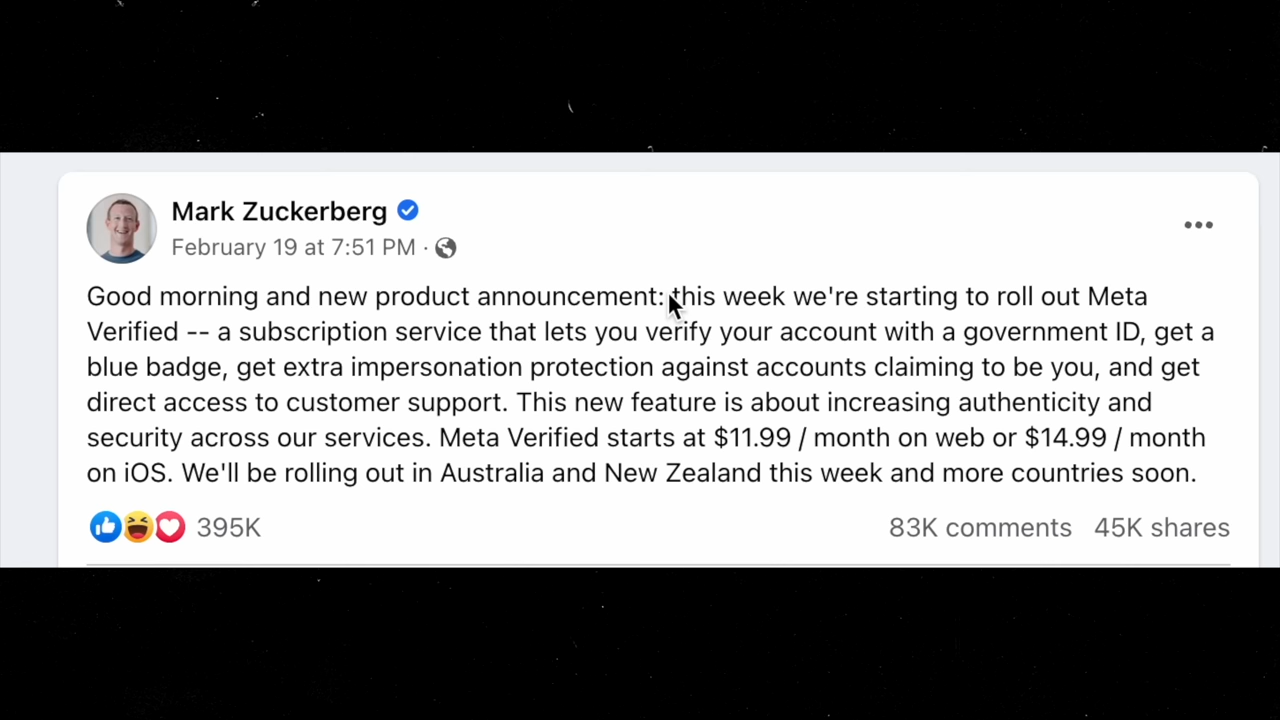 Mark Zuckerberg
February 19 at 7:51 PM ·
Good morning and new product announcement: this week we're starting to roll out Meta
Verified -- a subscription service that lets you verify your account with a government ID, get a
blue badge, get extra impersonation protection against accounts claiming to be you, and get
direct access to customer support. This new feature is about increasing authenticity and
security across our services. Meta Verified starts at $11.99 / month on web or $14.99 / month
on iOS. We'll be rolling out in Australia and New Zealand this week and more countries soon.
395K 83K comments 45K shares